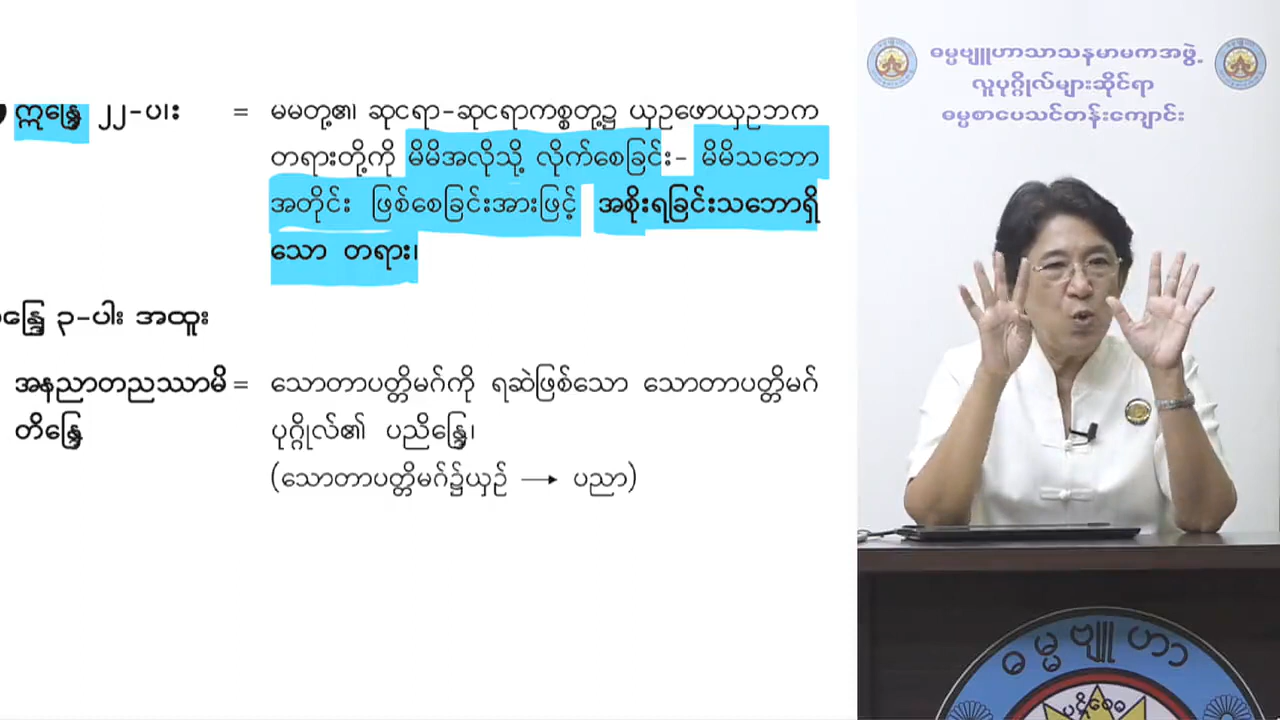 ဣန္ဒြေ ၂၂-ပါး = မိမိတို့၏ ဆိုင်ရာ-ဆိုင်ရာကိစ္စတို့၌ ယှဉ်ဖော်ယှဉ်ဘက်
တရားတို့ကို မိမိအလိုသို့ လိုက်စေခြင်း- မိမိသဘော
အတိုင်း ဖြစ်စေခြင်းအားဖြင့် အစိုးရခြင်းသဘောရှိ
သော တရား၊
ဣန္ဒြေ ၃-ပါး အထူး
အနညာတညဿာမိ = သောတာပတ္တိမဂ်ကို ရဆဲဖြစ်သော သောတာပတ္တိမဂ်
တိန္ဒြေ ပုဂ္ဂိုလ်၏ ပညိန္ဒြေ၊
(သောတာပတ္တိမဂ်၌ယှဉ် → ပညာ)
ဓမ္မဗျူဟာသာသနမာမကအဖွဲ့
လူပုဂ္ဂိုလ်များဆိုင်ရာ
ဓမ္မစာပေသင်တန်းကျောင်း
ဓမ္မဗျူဟာ
ပဋိဝေဓ